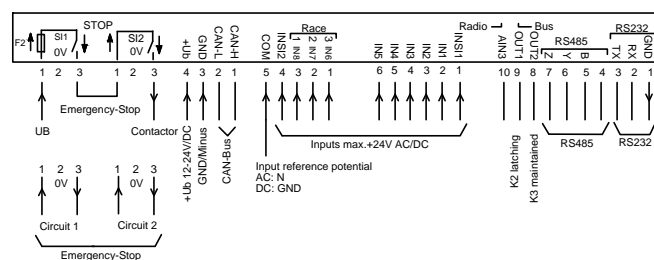 STOP
F2 SI1 SI2
0V 0V
+Ub GND CAN-L CAN-H
COM INSI2 IN8 IN7 IN6 IN5 IN4 IN3 IN2 IN1 INSI1
Race
1 2 3
Radio AIN3 OUT1 OUT2 Bus
RS485
Z Y B
RS232
TX RX GND
1 2 3 1 2 3 4 3 2 1 5 4 3 2 1 6 5 4 3 2 1 10 9 8 7 6 5 4 3 2 1
Emergency-Stop
UB Contactor
+Ub 12-24V/DC
GND/Minus
CAN-Bus
Inputs max.+24V AC/DC
Input reference potential
AC: N
DC: GND
K2 latching
K3 maintained
RS485
RS232
1 2 3 1 2 3
0V 0V
Circuit 1 Circuit 2
Emergency-Stop